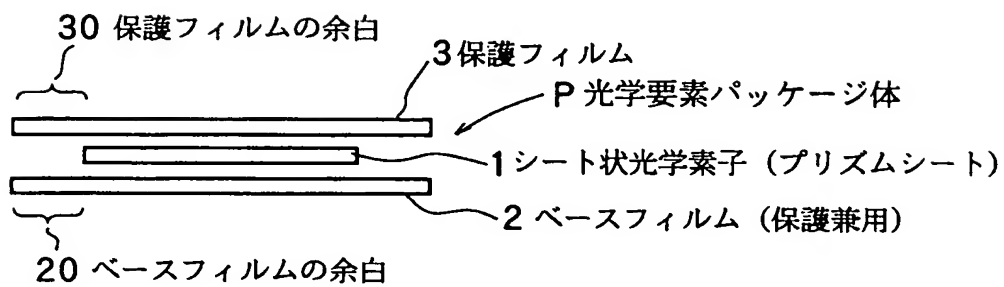 30 保護フィルムの余白
3 保護フィルム
P 光学要素パッケージ体
1 シート状光学素子（プリズムシート）
2 ベースフィルム（保護兼用）
20 ベースフィルムの余白